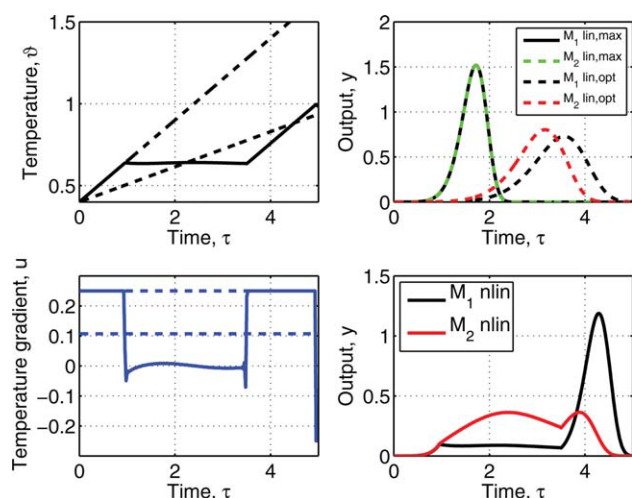 1.5
1
0.5
0
2
4
Temperature, ϑ
Time, τ
2
1.5
1
0.5
0
0
2
4
Output, y
Time, τ
M1 lin,max
M2 lin,max
M1 lin,opt
M2 lin,opt
0.2
0.1
0
−0.1
−0.2
0
2
4
Temperature gradient, u
Time, τ
1.5
1
0.5
0
0
2
4
Output, y
Time, τ
M1 nlin
M2 nlin